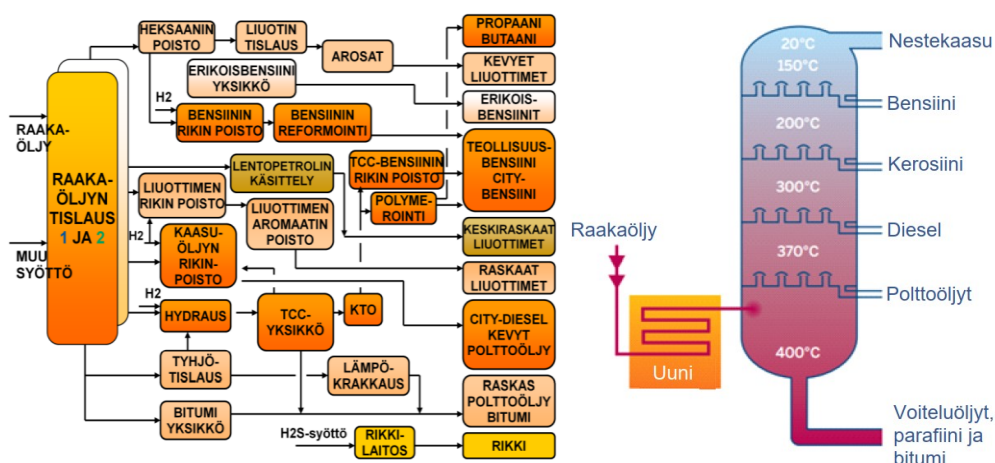 HEKSAANIN
POISTO
LIUOTIN
TISLAUS
AROSAT
ERIKOISBENSIINI
YKSIKKÖ
H2
BENSIININ
RIKIN POISTO
BENSIININ
REFORMOINTI
RAAKA-
ÖLJY
RAAKA-
ÖLJYN
TISLAUS
1 JA 2
MUU
SYÖTTÖ
LENTOPETROLIN
KÄSITTELY
TCC-BENSIININ
RIKIN POISTO
LIUOTTIMEN
RIKIN POISTO
POLYME-
ROINTI
LIUOTTIMEN
AROMAATIN
POISTO
H2
KAASU-
ÖLJYN
RIKIN-
POISTO
H2
HYDRAUS
TCC-
YKSIKKÖ
KTO
TYHJÖ-
TISLAUS
LÄMPÖ-
KRAKKAUS
BITUMI
YKSIKKÖ
H2S-syöttö
RIKKI-
LAITOS
PROPAANI
BUTAANI
KEVYET
LIUOTTIMET
ERIKOIS-
BENSIINIT
TEOLLISUUS-
BENSIINI
CITY-
BENSIINI
KESKIRASKAAT
LIUOTTIMET
RASKAAT
LIUOTTIMET
CITY-DIESEL
KEVYT
POLTTOÖLJY
RASKAS
POLTTOÖLJY
BITUMI
RIKKI
Raakaöljy
Uuni
20°C
150°C
200°C
300°C
370°C
400°C
Nestekaasu
Bensiini
Kerosiini
Diesel
Polttoöljyt
Voiteluöljyt,
parafiini ja
bitumi